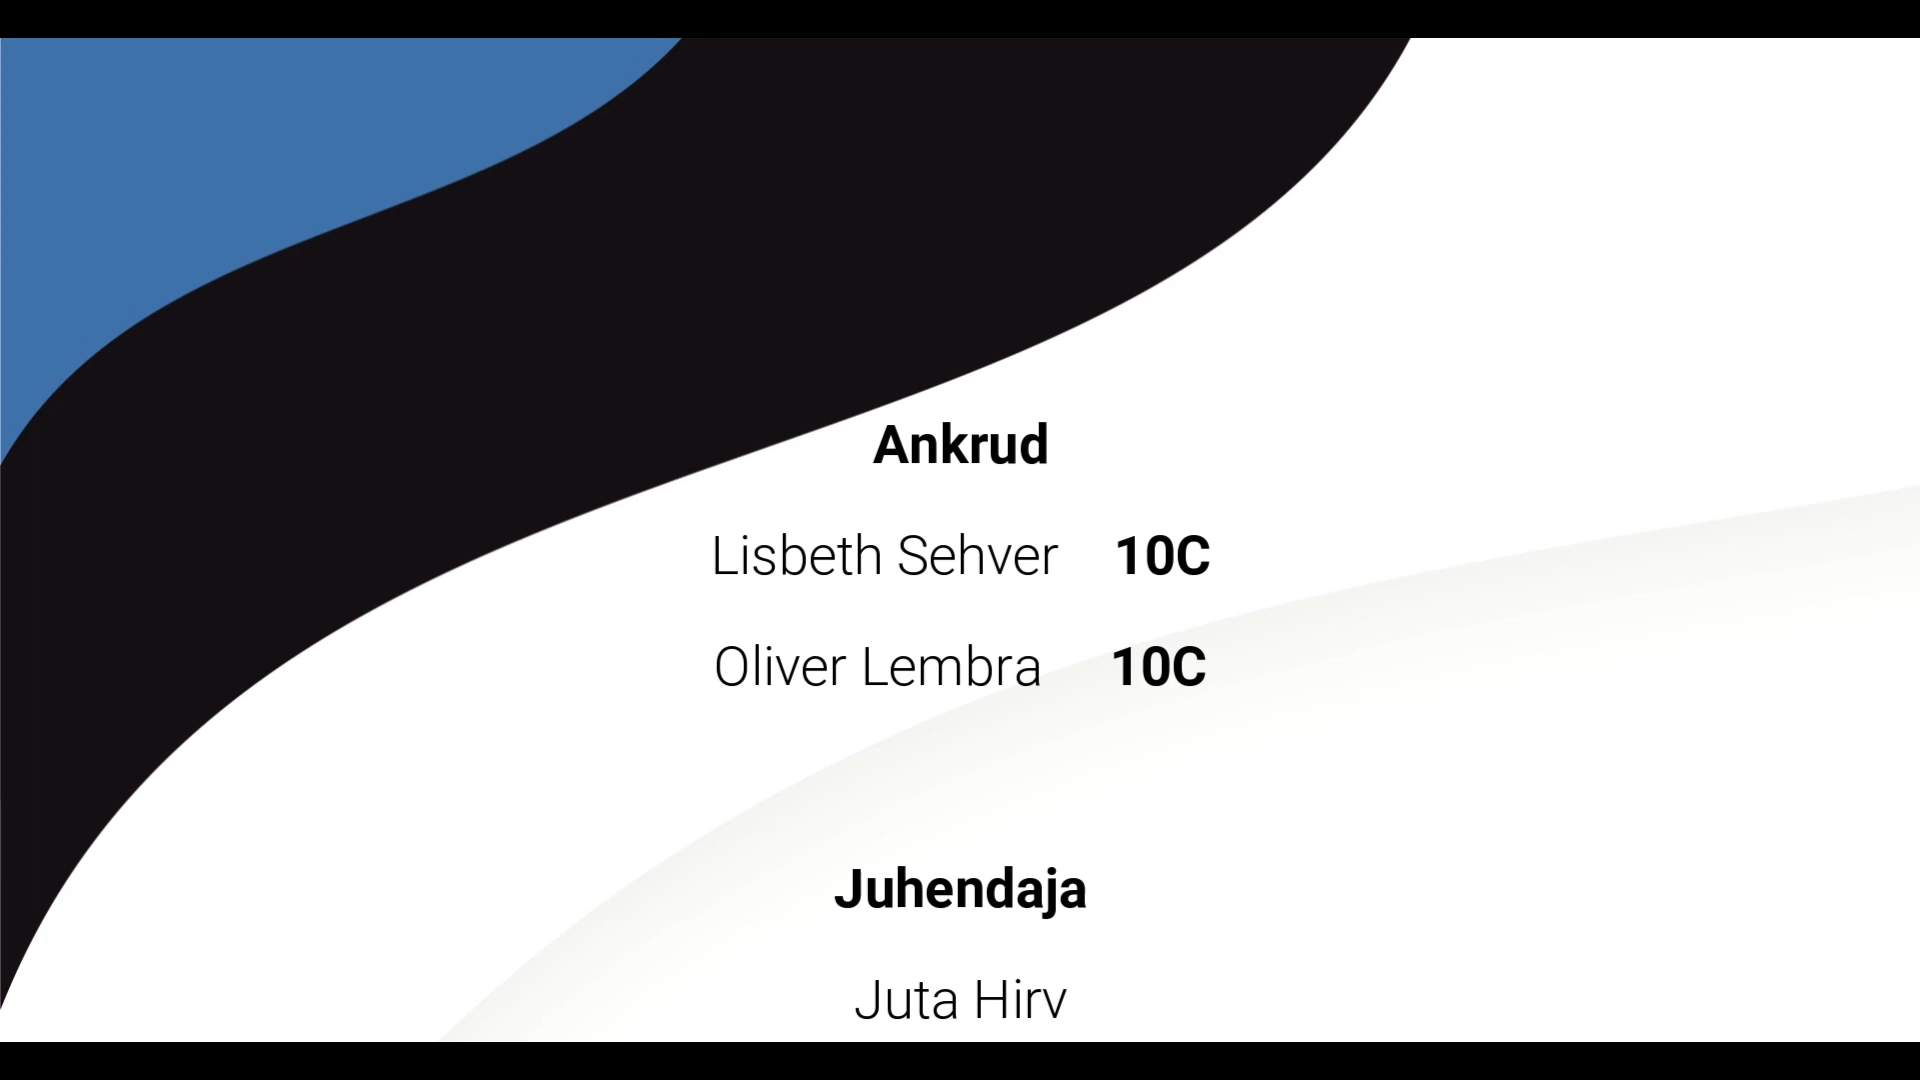 Ankrud
Lisbeth Sehver 10C
Oliver Lembra 10C
Juhendaja
Juta Hirv